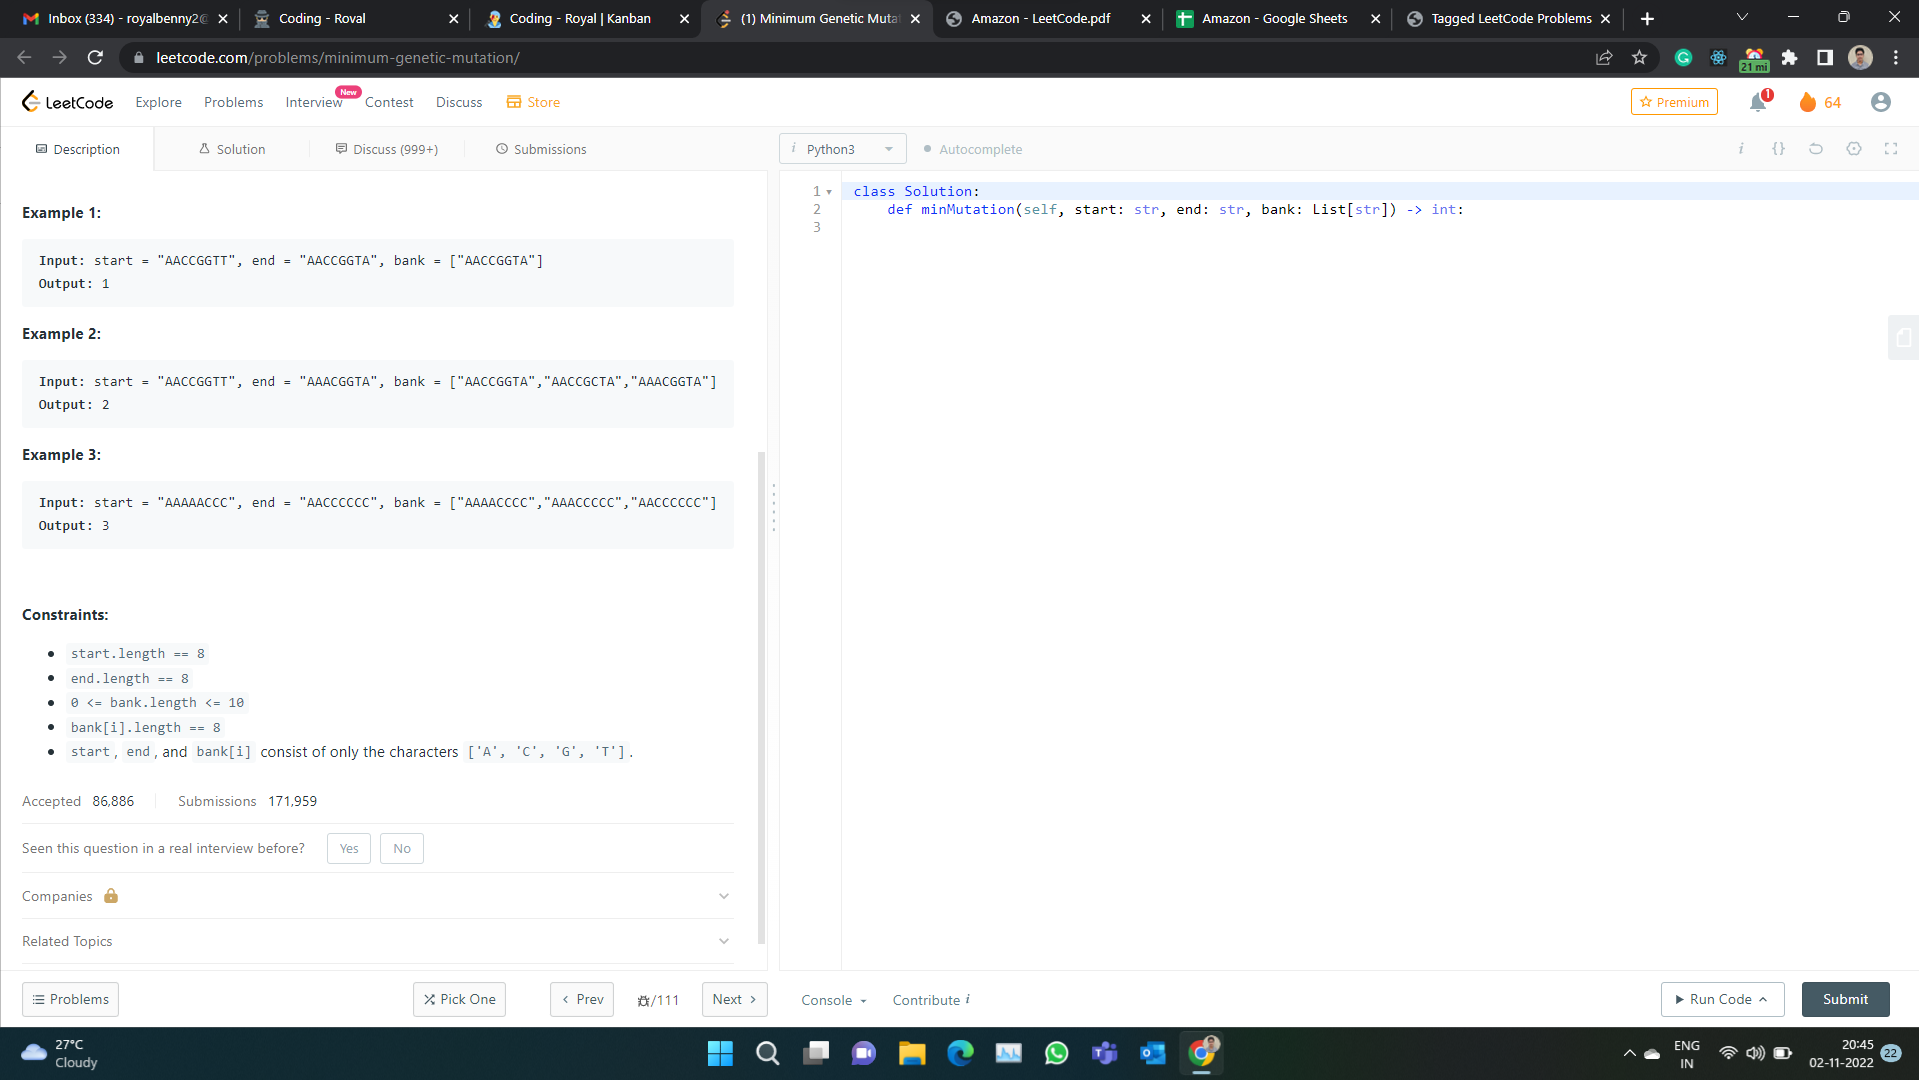 Inbox (334) - royalbenny2@
Coding - Roval
Coding - Royal | Kanban
(1) Minimum Genetic Muta
Amazon - LeetCode.pdf
Amazon - Google Sheets
Tagged LeetCode Problems
leetcode.com/problems/minimum-genetic-mutation/
21 mi
LeetCode
Explore
Problems
Interview
New
Contest
Discuss
Store
Premium
1
64
Description
Solution
Discuss (999+)
Submissions
i Python3
Autocomplete
i
{}
Example 1:
Input: start = "AACCGGTT", end = "AACCGGTA", bank = ["AACCGGTA"]
Output: 1
Example 2:
Input: start = "AACCGGTT", end = "AAACGGTA", bank = ["AACCGGTA","AACCGCTA","AAACGGTA"]
Output: 2
Example 3:
Input: start = "AAAAACCC", end = "AACCCCCC", bank = ["AAAACCCC","AAACCCCC","AACCCCCC"]
Output: 3
Constraints:
start.length == 8
end.length == 8
0 <= bank.length <= 10
bank[i].length == 8
start, end, and bank[i] consist of only the characters ['A', 'C', 'G', 'T'].
Accepted 86,886
Submissions 171,959
Seen this question in a real interview before?
Yes
No
Companies
Related Topics
1 class Solution:
2     def minMutation(self, start: str, end: str, bank: List[str]) -> int:
3
Problems
Pick One
Prev
/111
Next
Console
Contribute i
Run Code
Submit
27°C
Cloudy
ENG
IN
20:45
02-11-2022
22